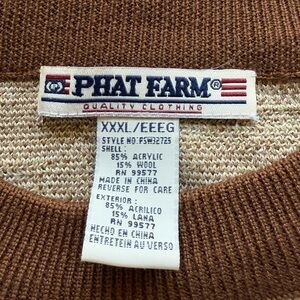 PHAT FARM®
QUALITY CLOTHING
XXXL/EEEG
STYLE NO:FSW32725
SHELL:
85% ACRYLIC
15% WOOL
RN 99577
MADE IN CHINA
REVERSE FOR CARE
EXTERIOR:
85% ACRILICO
15% LANA
RN 99577
HECHO EN CHINA
ENTRETEIN AU VERSO